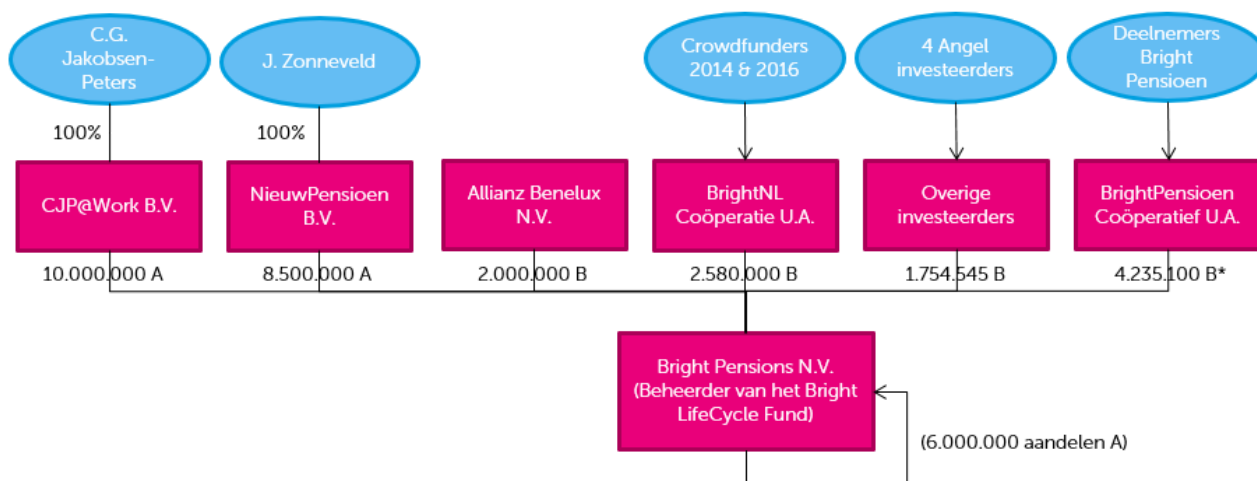 C.G.
Jakobsen-
Peters
J. Zonneveld
Crowdfunders
2014 & 2016
4 Angel
investeerders
Deelnemers
Bright
Pensioen
100%
100%
CJP@Work B.V.
NieuwPensioen
B.V.
Allianz Benelux
N.V.
BrightNL
Coöperatie U.A.
Overige
investeerders
BrightPensioen
Coöperatief U.A.
10.000.000 A
8.500.000 A
2.000.000 B
2.580.000 B
1.754.545 B
4.235.100 B*
Bright Pensions N.V.
(Beheerder van het Bright
LifeCycle Fund)
(6.000.000 aandelen A)